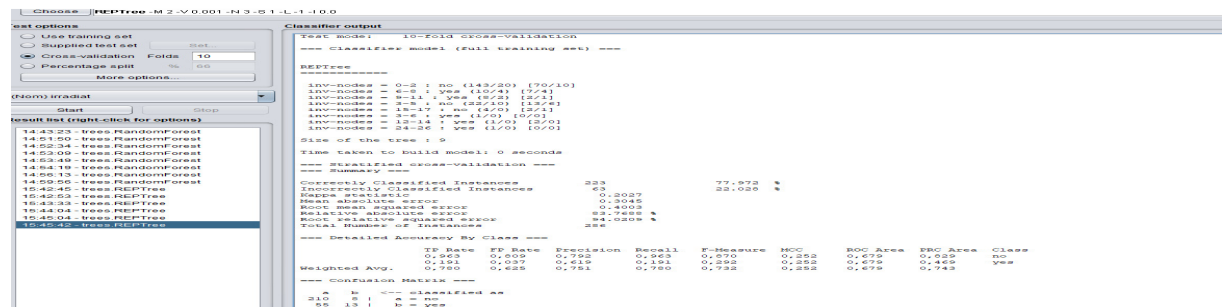 Choose REPTree -M 2 -V 0.001 -N 3 -S 1 -L -1 -I 0.0
est options
Use training set
Supplied test set Set...
Cross-validation Folds 10
Percentage split % 66
More options...
(Nom) irradiat
Start Stop
esult list (right-click for options)
14:43:23 - trees.RandomForest
14:51:50 - trees.RandomForest
14:52:34 - trees.RandomForest
14:53:09 - trees.RandomForest
14:53:49 - trees.RandomForest
14:54:19 - trees.RandomForest
14:56:13 - trees.RandomForest
14:59:56 - trees.RandomForest
15:42:45 - trees.REPTree
15:42:53 - trees.REPTree
15:43:33 - trees.REPTree
15:44:04 - trees.REPTree
15:45:04 - trees.REPTree
15:45:42 - trees.REPTree
Classifier output
Test mode: 10-fold cross-validation
=== Classifier model (full training set) ===
REPTree
============
inv-nodes = 0-2 : no (143/20) [70/10]
inv-nodes = 6-8 : yes (10/4) [7/4]
inv-nodes = 9-11 : yes (8/2) [2/1]
inv-nodes = 3-5 : no (22/10) [13/6]
inv-nodes = 15-17 : no (4/0) [2/1]
inv-nodes = 3-6 : yes (1/0) [0/0]
inv-nodes = 12-14 : yes (1/0) [2/0]
inv-nodes = 24-26 : yes (1/0) [0/0]
Size of the tree : 9
Time taken to build model: 0 seconds
=== Stratified cross-validation ===
=== Summary ===
Correctly Classified Instances 223 77.972 %
Incorrectly Classified Instances 63 22.028 %
Kappa statistic 0.2027
Mean absolute error 0.3045
Root mean squared error 0.4003
Relative absolute error 83.7688 %
Root relative squared error 94.0209 %
Total Number of Instances 286
=== Detailed Accuracy By Class ===
TP Rate FP Rate Precision Recall F-Measure MCC ROC Area PRC Area Class
0,963 0,809 0,792 0,963 0,870 0,252 0,679 0,829 no
0,191 0,037 0,619 0,191 0,292 0,252 0,679 0,469 yes
Weighted Avg. 0,780 0,625 0,751 0,780 0,732 0,252 0,679 0,743
=== Confusion Matrix ===
a b <-- classified as
210 8 | a = no
55 13 | b = yes